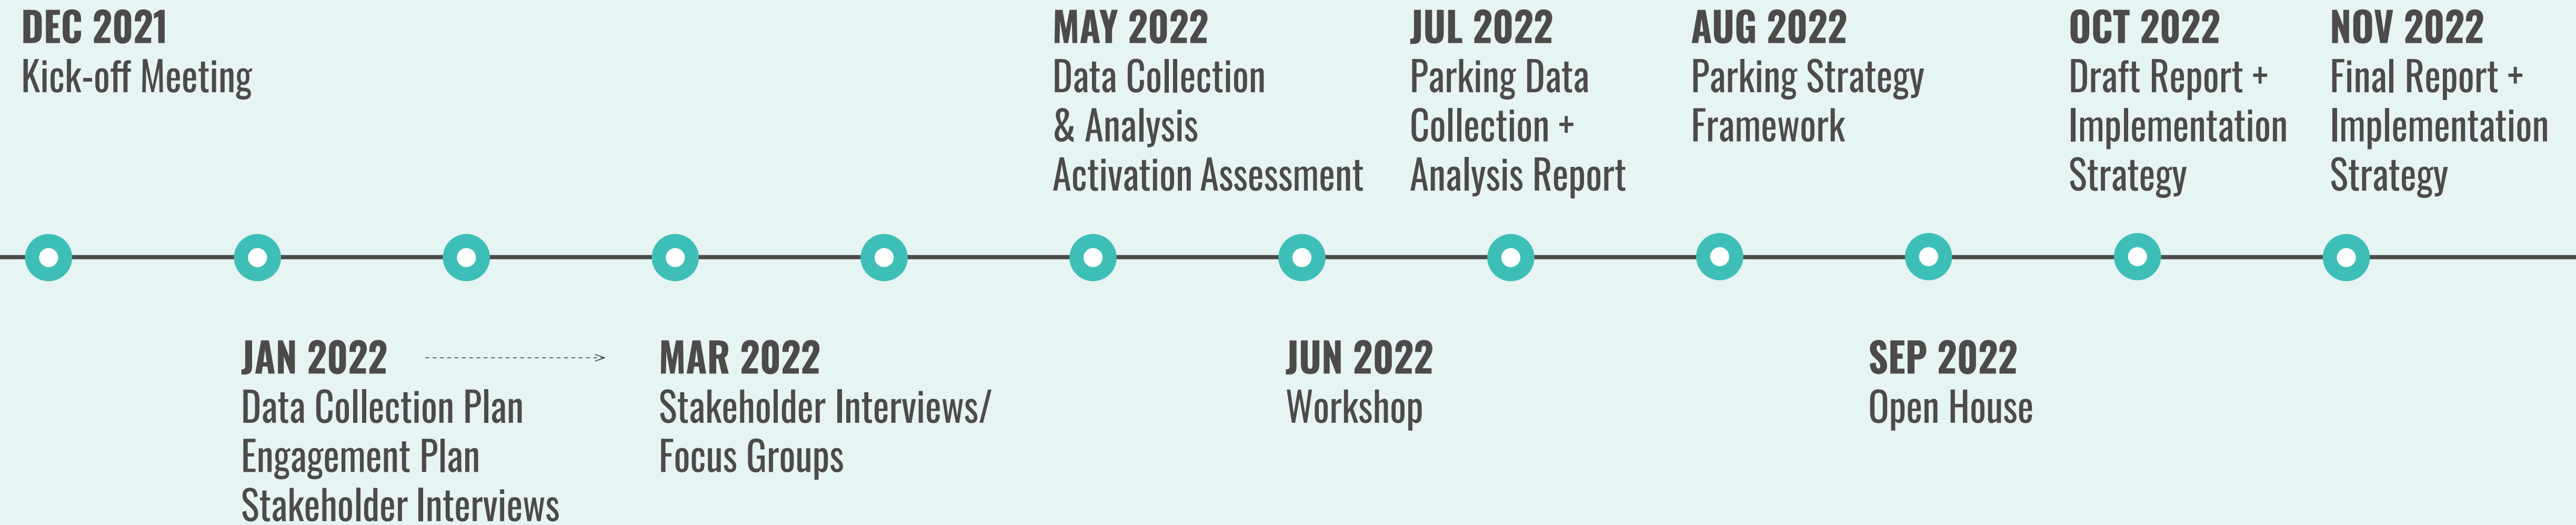 DEC 2021
Kick-off Meeting
MAY 2022
Data Collection
& Analysis
Activation Assessment
JUL 2022
Parking Data
Collection +
Analysis Report
AUG 2022
Parking Strategy
Framework
OCT 2022
Draft Report +
Implementation
Strategy
NOV 2022
Final Report +
Implementation
Strategy
JAN 2022
Data Collection Plan
Engagement Plan
Stakeholder Interviews
MAR 2022
Stakeholder Interviews/
Focus Groups
JUN 2022
Workshop
SEP 2022
Open House